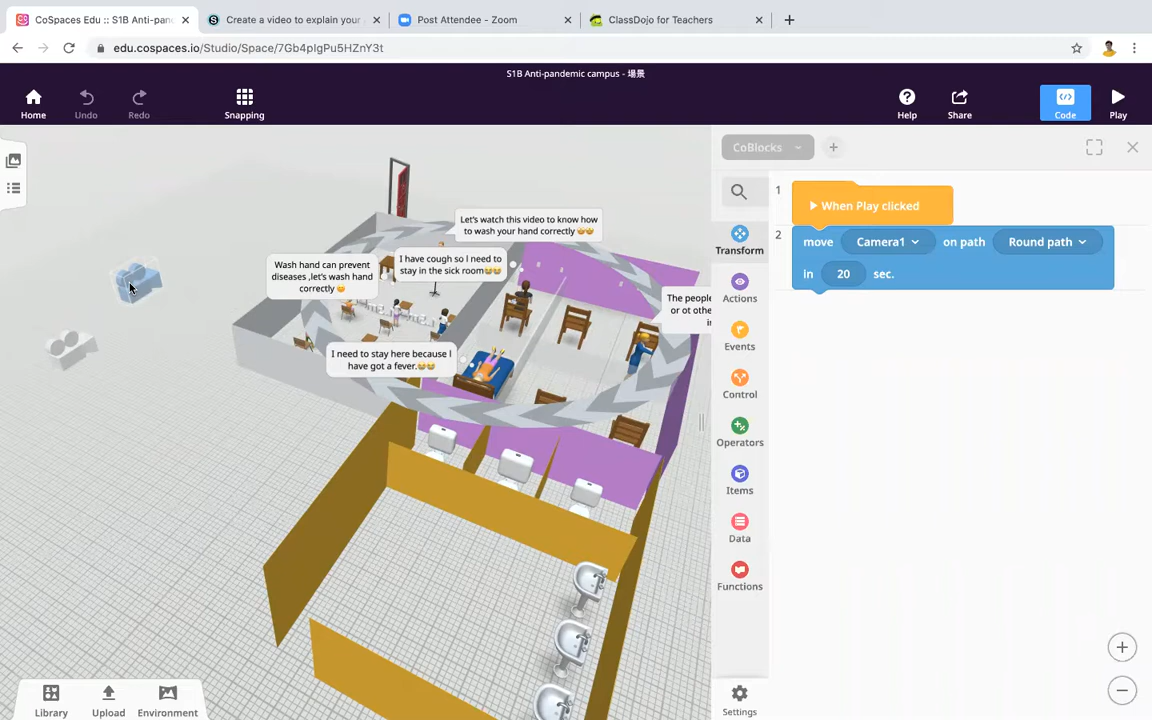 CoSpaces Edu :: S1B Anti-pan
Create a video to explain your
Post Attendee - Zoom
ClassDojo for Teachers
edu.cospaces.io/Studio/Space/7Gb4plgPu5HZnY3t
S1B Anti-pandemic campus - 場景
Home
Undo
Redo
Snapping
Help
Share
Code
Play
CoBlocks
1
When Play clicked
2
move Camera1 on path Round path
in 20 sec.
Transform
Actions
Events
Control
Operators
Items
Data
Functions
Settings
Let's watch this video to know how
to wash your hand correctly 😄😄
Wash hand can prevent
diseases ,let's wash hand
correctly 😊
I have cough so I need to
stay in the sick room😭😭
The people
or ot othe
I need to stay here because I
have got a fever.😭😭
Library
Upload
Environment